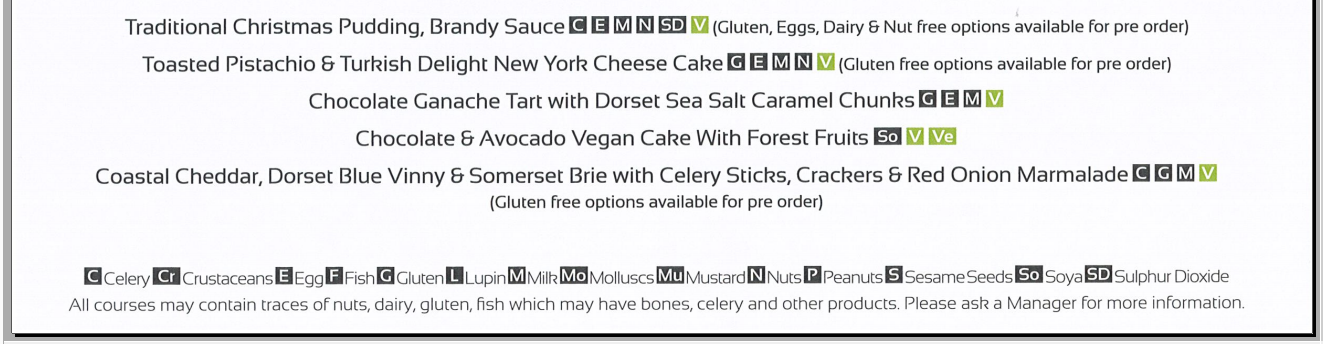 Traditional Christmas Pudding, Brandy Sauce C E M N SD V (Gluten, Eggs, Dairy & Nut free options available for pre order)
Toasted Pistachio & Turkish Delight New York Cheese Cake G E M N V (Gluten free options available for pre order)
Chocolate Ganache Tart with Dorset Sea Salt Caramel Chunks G E M V
Chocolate & Avocado Vegan Cake With Forest Fruits So V Ve
Coastal Cheddar, Dorset Blue Vinny & Somerset Brie with Celery Sticks, Crackers & Red Onion Marmalade C G M V
(Gluten free options available for pre order)
C Celery Cr Crustaceans E Egg F Fish G Gluten L Lupin M Milk Mo Molluscs Mu Mustard N Nuts P Peanuts S Sesame Seeds So Soya SD Sulphur Dioxide
All courses may contain traces of nuts, dairy, gluten, fish which may have bones, celery and other products. Please ask a Manager for more information.